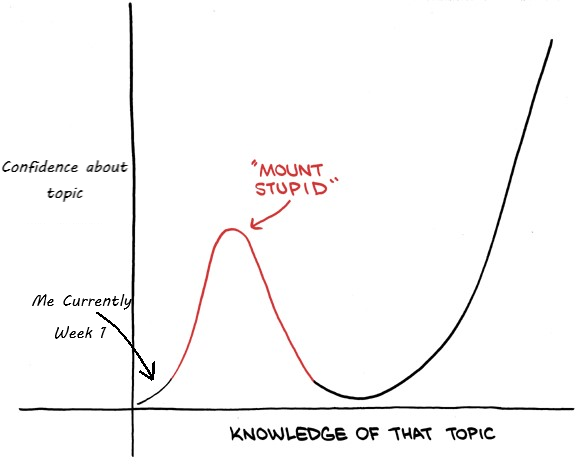 Confidence about
topic
"MOUNT
STUPID"
Me Currently
Week 1
KNOWLEDGE OF THAT TOPIC